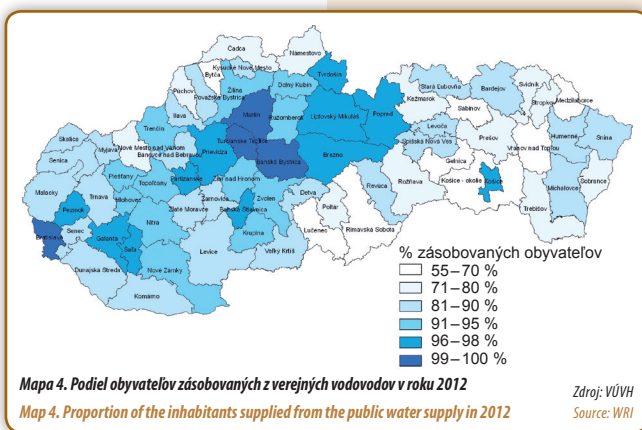 Čadca
Námestovo
Kysucké Nové Mesto
Bytča
Tvrdošín
Púchov
Žilina
Dolný Kubín
Považská Bystrica
Stará Ľubovňa
Bardejov
Svidník
Stropkov
Medzilaborce
Kežmarok
Sabinov
Ilava
Martin
Ružomberok
Liptovský Mikuláš
Poprad
Trenčín
Levoča
Prešov
Humenné
Snina
Skalica
Myjava
Nové Mesto nad Váhom
Bánovce nad Bebravou
Prievidza
Turčianske Teplice
Banská Bystrica
Brezno
Spišská Nová Ves
Vranov nad Topľou
Gelnica
Senica
Piešťany
Topoľčany
Partizánske
Žiar nad Hronom
Košice - okolie
Košice
Michalovce
Sobrance
Malacky
Trnava
Hlohovec
Zlaté Moravce
Žarnovica
Banská Štiavnica
Zvolen
Detva
Poltár
Revúca
Rožňava
Trebišov
Pezinok
Nitra
Krupina
Lučenec
Rimavská Sobota
Bratislava
Senec
Galanta
Šaľa
Levice
Veľký Krtíš
Dunajská Streda
Nové Zámky
Komárno
% zásobovaných obyvateľov
55–70 %
71–80 %
81–90 %
91–95 %
96–98 %
99–100 %
Mapa 4. Podiel obyvateľov zásobovaných z verejných vodovodov v roku 2012
Zdroj: VÚVH
Map 4. Proportion of the inhabitants supplied from the public water supply in 2012
Source: WRI